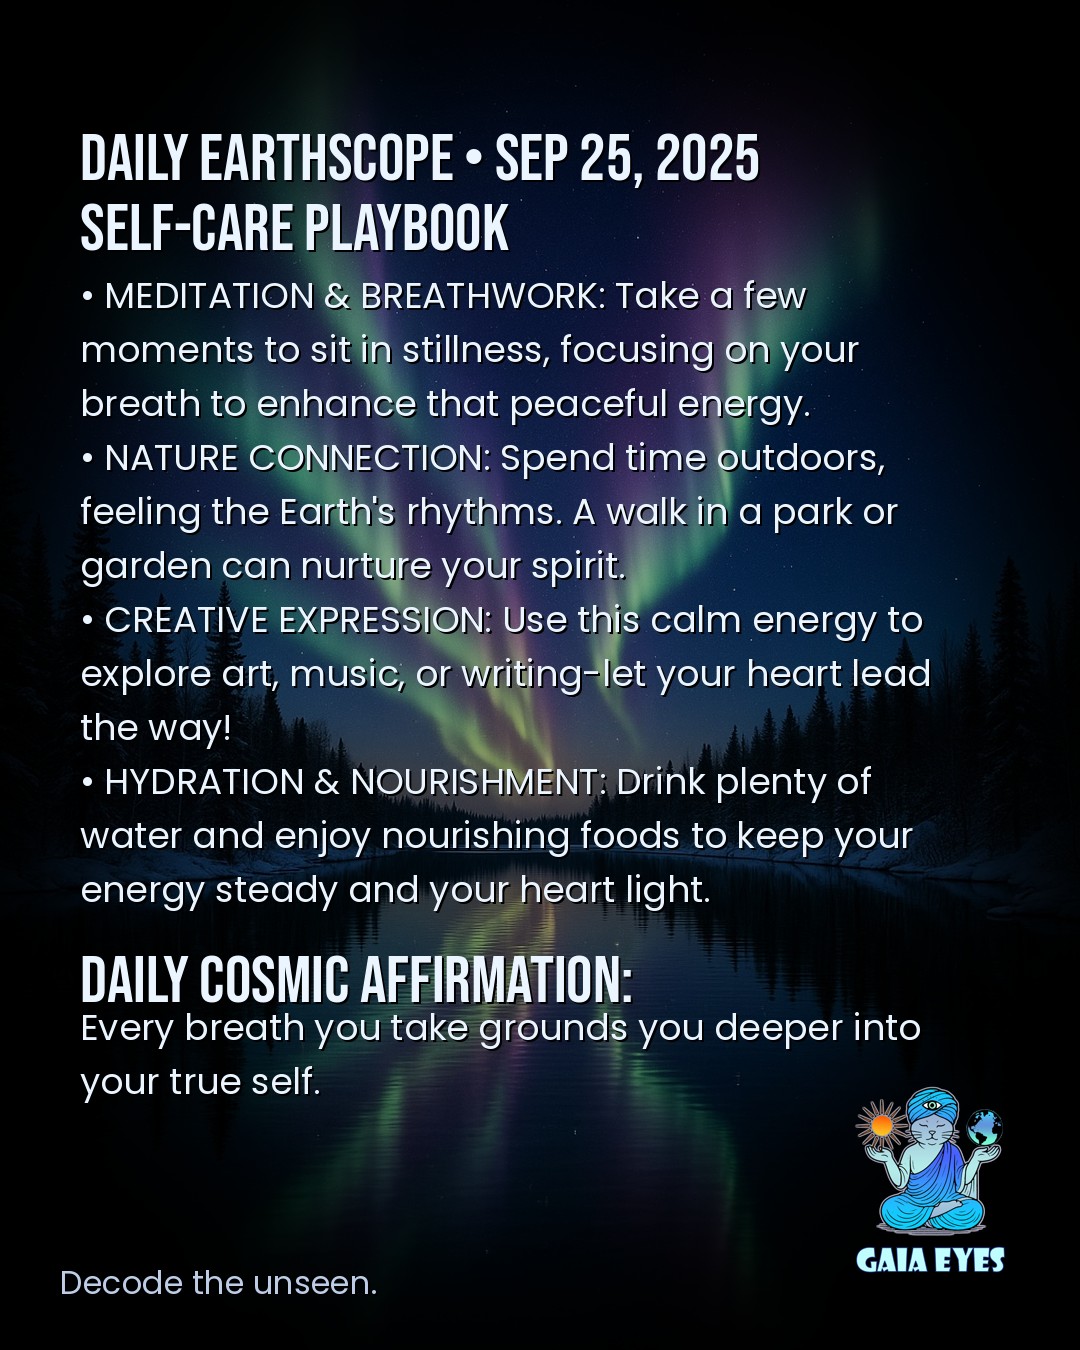 DAILY EARTHSCOPE • SEP 25, 2025
SELF-CARE PLAYBOOK
• MEDITATION & BREATHWORK: Take a few
moments to sit in stillness, focusing on your
breath to enhance that peaceful energy.
• NATURE CONNECTION: Spend time outdoors,
feeling the Earth's rhythms. A walk in a park or
garden can nurture your spirit.
• CREATIVE EXPRESSION: Use this calm energy to
explore art, music, or writing-let your heart lead
the way!
• HYDRATION & NOURISHMENT: Drink plenty of
water and enjoy nourishing foods to keep your
energy steady and your heart light.
DAILY COSMIC AFFIRMATION:
Every breath you take grounds you deeper into
your true self.
GAIA EYES
Decode the unseen.